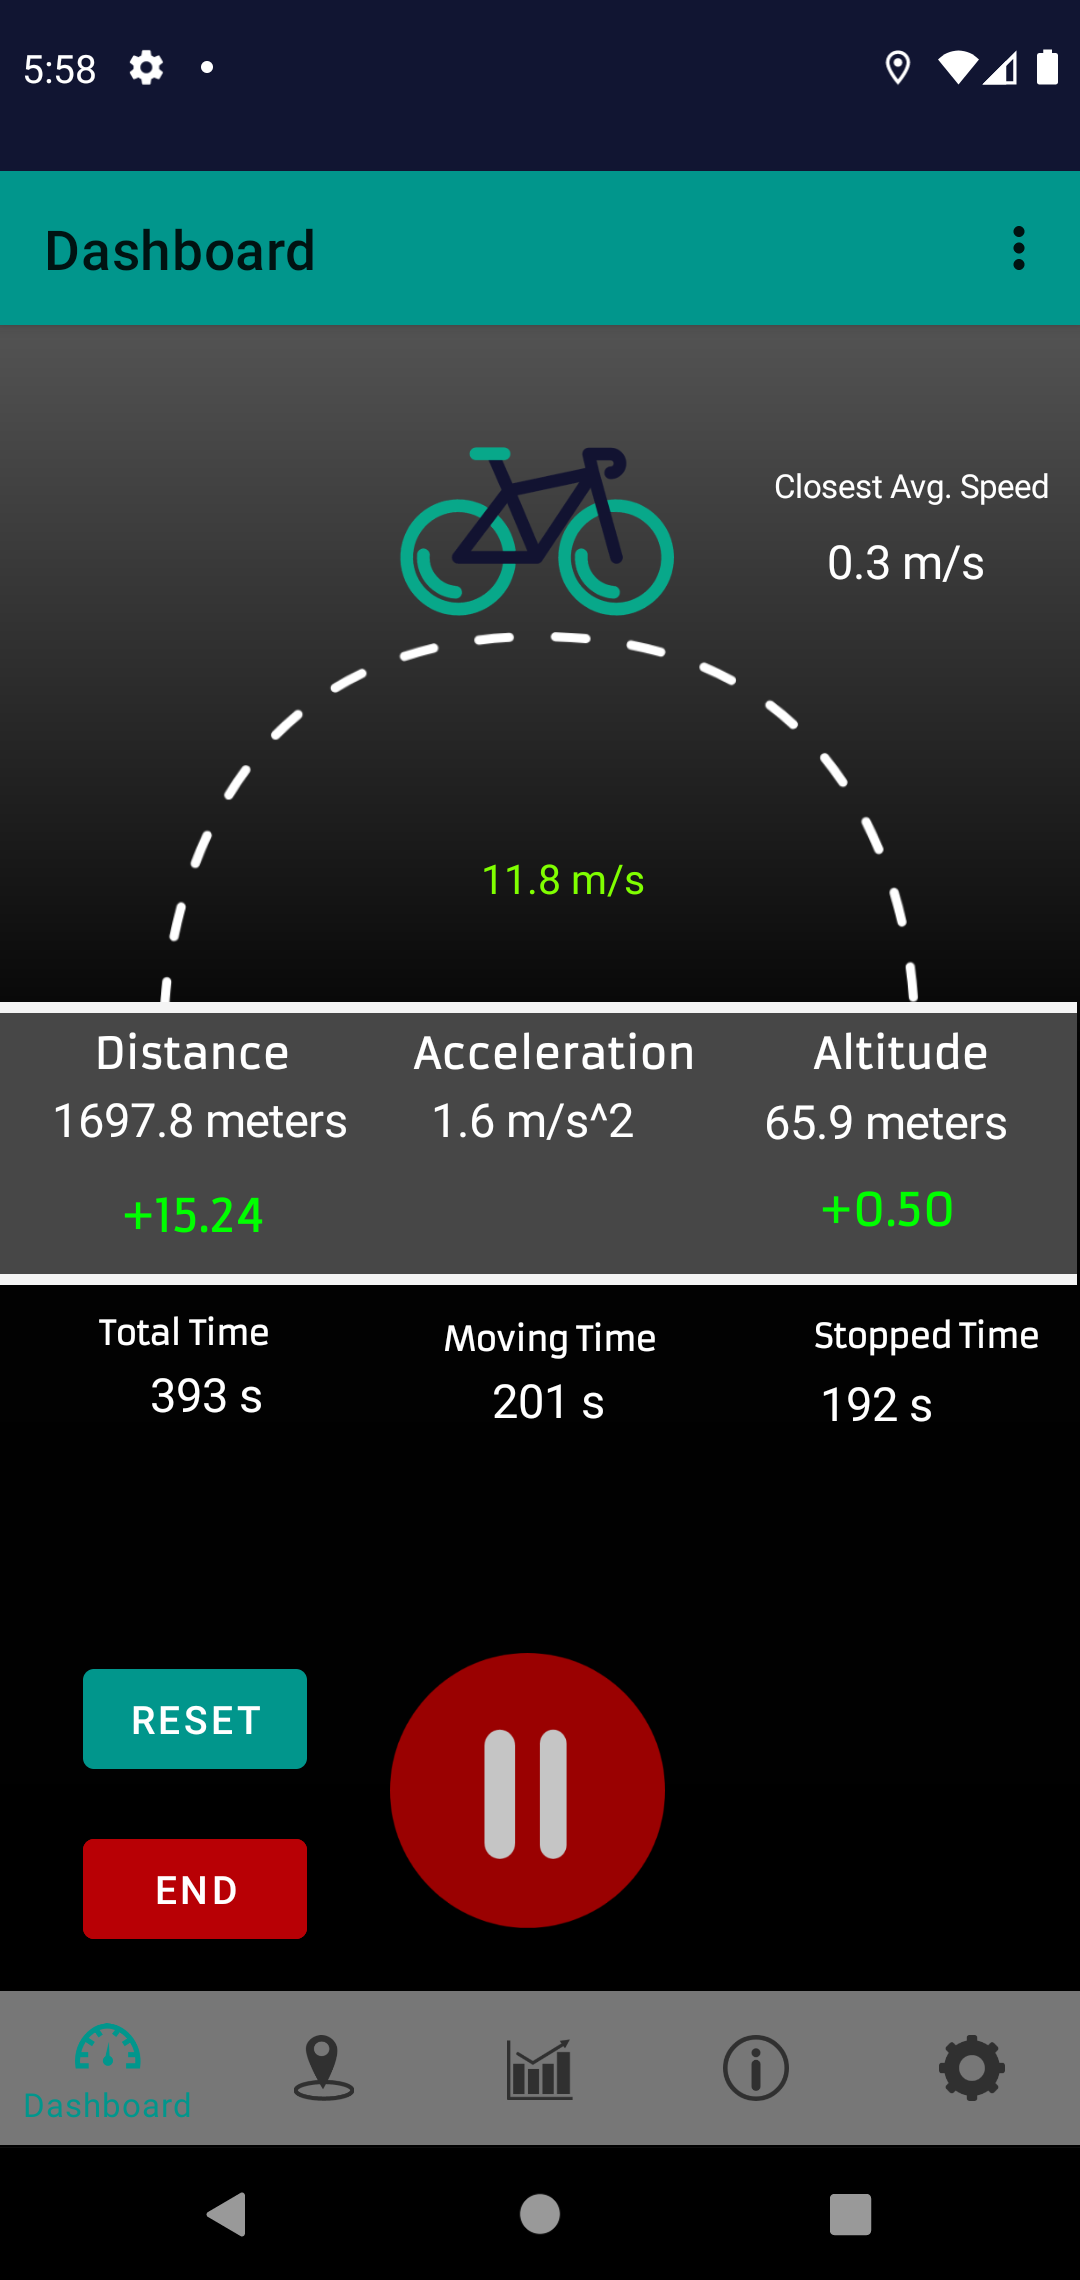 5:58
Dashboard
Closest Avg. Speed
0.3 m/s
11.8 m/s
Distance Acceleration Altitude
1697.8 meters 1.6 m/s^2 65.9 meters
+15.24 +0.50
Total Time Moving Time Stopped Time
393 s 201 s 192 s
RESET
END
Dashboard